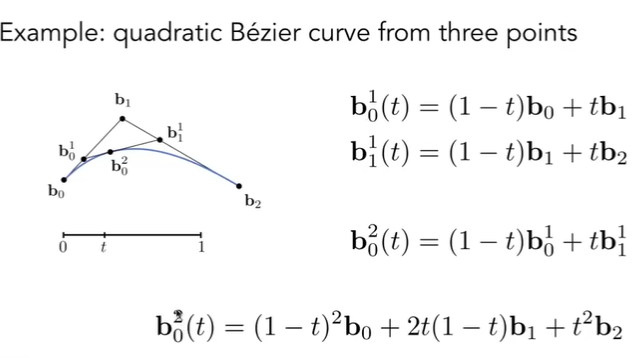 Example: quadratic Bézier curve from three points
b₁
b₀¹
b₁¹
b₀²
b₀
b₂
0 t 1
b₀¹(t) = (1 − t)b₀ + tb₁
b₁¹(t) = (1 − t)b₁ + tb₂
b₀²(t) = (1 − t)b₀¹ + tb₁¹
b₀²(t) = (1 − t)²b₀ + 2t(1 − t)b₁ + t²b₂